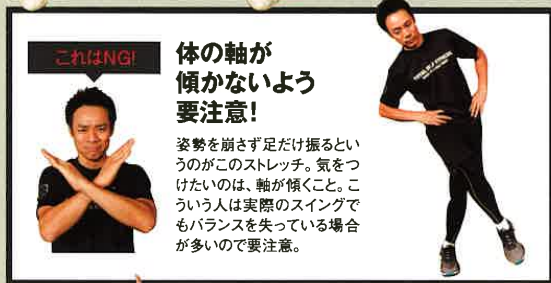 これはNG!
体の軸が
傾かないよう
要注意!
姿勢を崩さず足だけ振るとい
うのがこのストレッチ。気をつ
けたいのは、軸が傾くこと。こ
ういう人は実際のスイングで
もバランスを失っている場合
が多いので要注意。